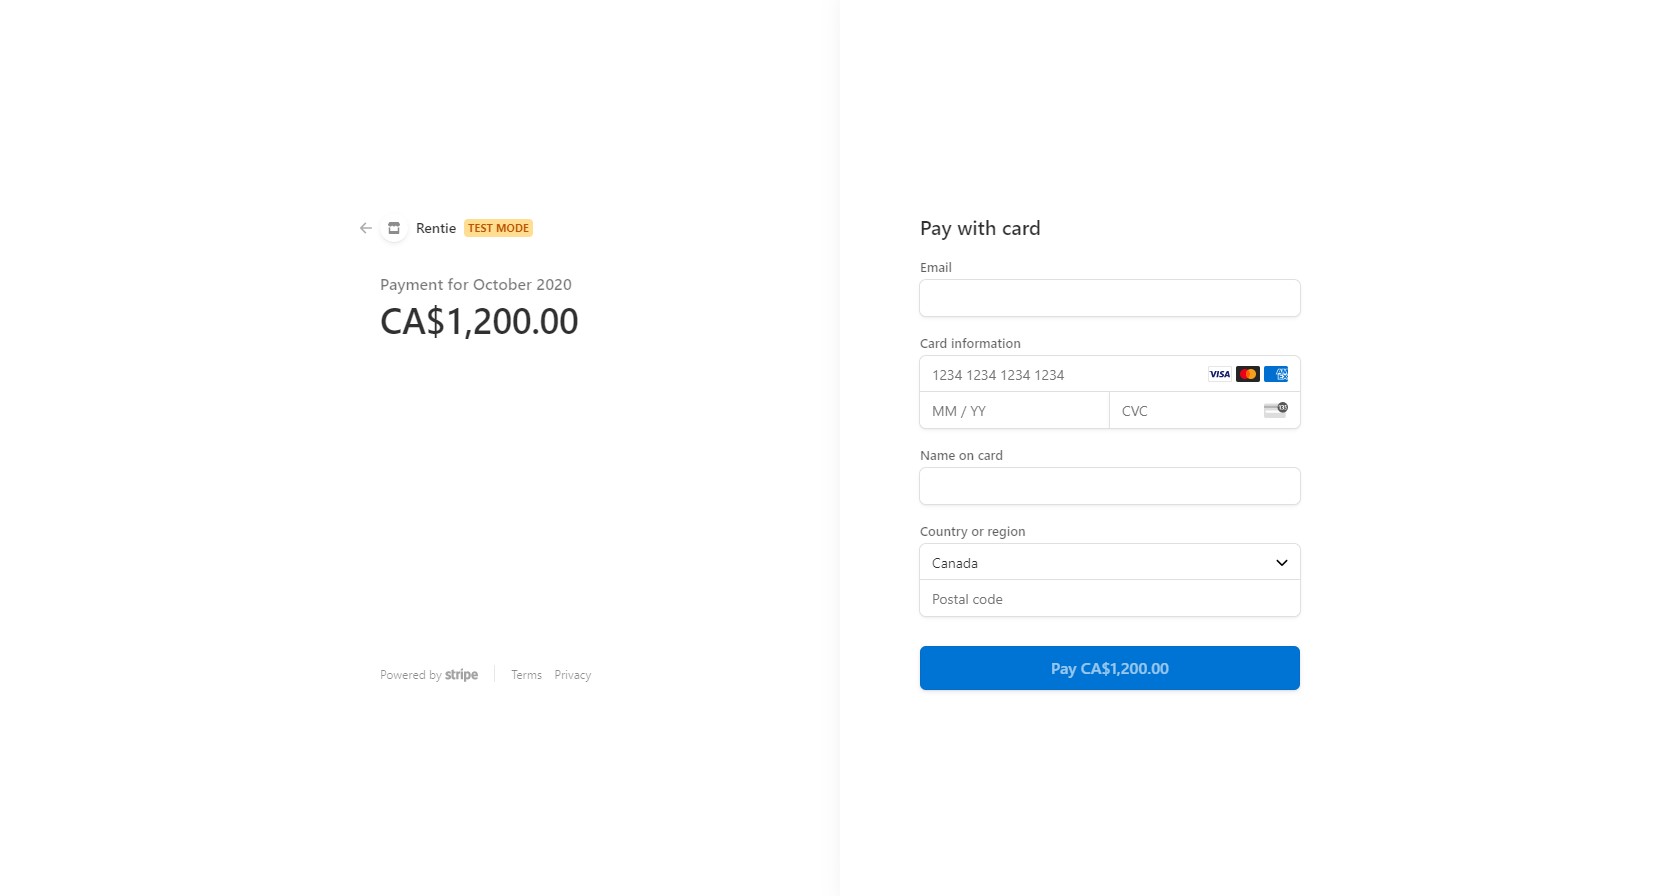 Rentie TEST MODE
Payment for October 2020
CA$1,200.00
Powered by stripe
Terms Privacy
Pay with card
Email
Card information
1234 1234 1234 1234 VISA AMEX
MM / YY CVC
Name on card
Country or region
Canada
Postal code
Pay CA$1,200.00